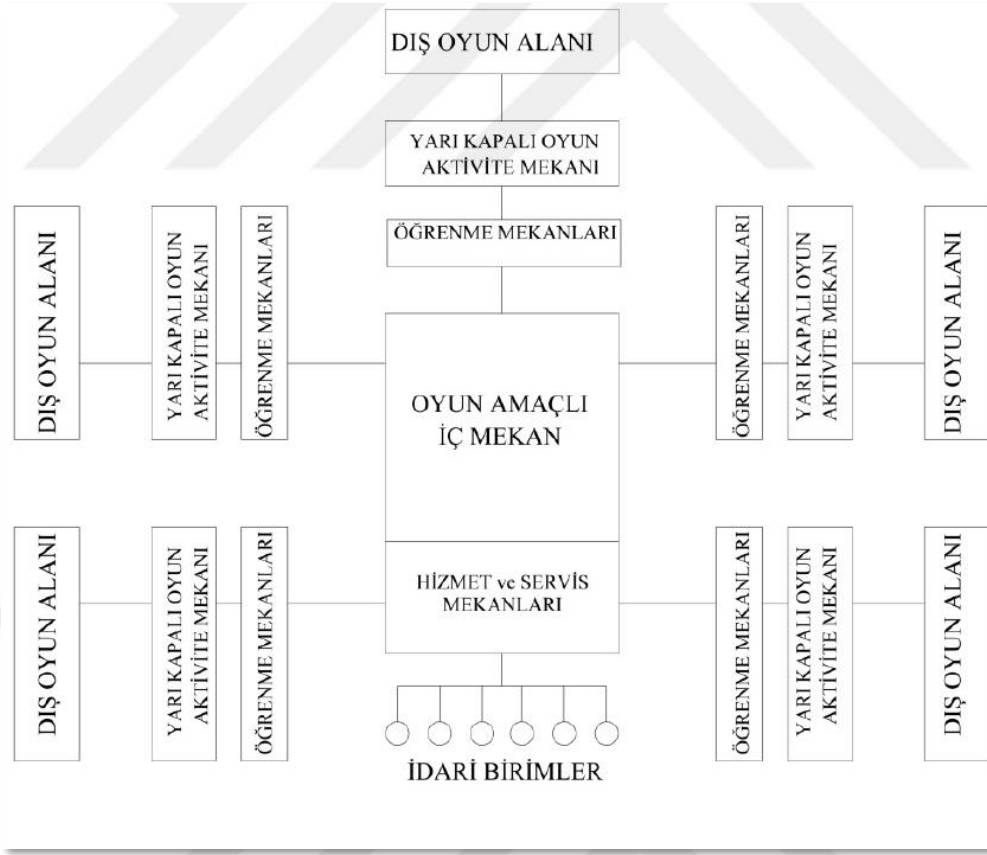 DIŞ OYUN ALANI
YARI KAPALI OYUN
AKTİVİTE MEKANI
ÖĞRENME MEKANLARI
DIŞ OYUN ALANI
YARI KAPALI OYUN
AKTİVİTE MEKANI
ÖĞRENME MEKANLARI
OYUN AMAÇLI
İÇ MEKAN
ÖĞRENME MEKANLARI
YARI KAPALI OYUN
AKTİVİTE MEKANI
DIŞ OYUN ALANI
DIŞ OYUN ALANI
YARI KAPALI OYUN
AKTİVİTE MEKANI
ÖĞRENME MEKANLARI
HİZMET ve SERVİS
MEKANLARI
ÖĞRENME MEKANLARI
YARI KAPALI OYUN
AKTİVİTE MEKANI
DIŞ OYUN ALANI
İDARİ BİRİMLER